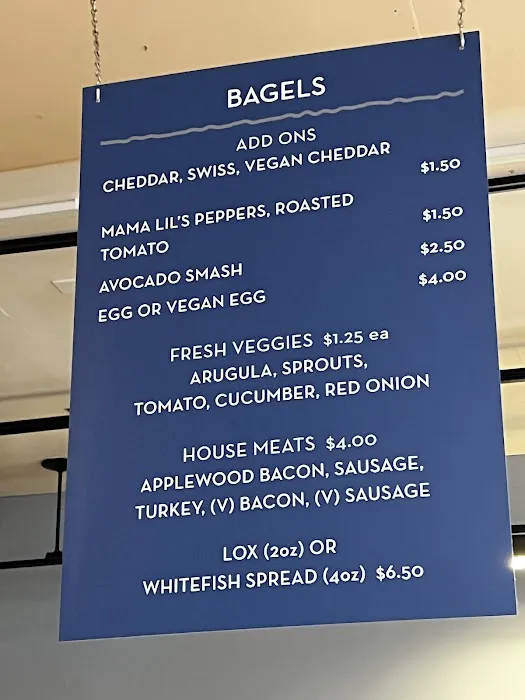 BAGELS
ADD ONS
CHEDDAR, SWISS, VEGAN CHEDDAR $1.50
MAMA LIL'S PEPPERS, ROASTED
TOMATO $1.50
AVOCADO SMASH $2.50
EGG OR VEGAN EGG $4.00
FRESH VEGGIES $1.25 ea
ARUGULA, SPROUTS,
TOMATO, CUCUMBER, RED ONION
HOUSE MEATS $4.00
APPLEWOOD BACON, SAUSAGE,
TURKEY, (V) BACON, (V) SAUSAGE
LOX (2oz) OR
WHITEFISH SPREAD (4oz) $6.50